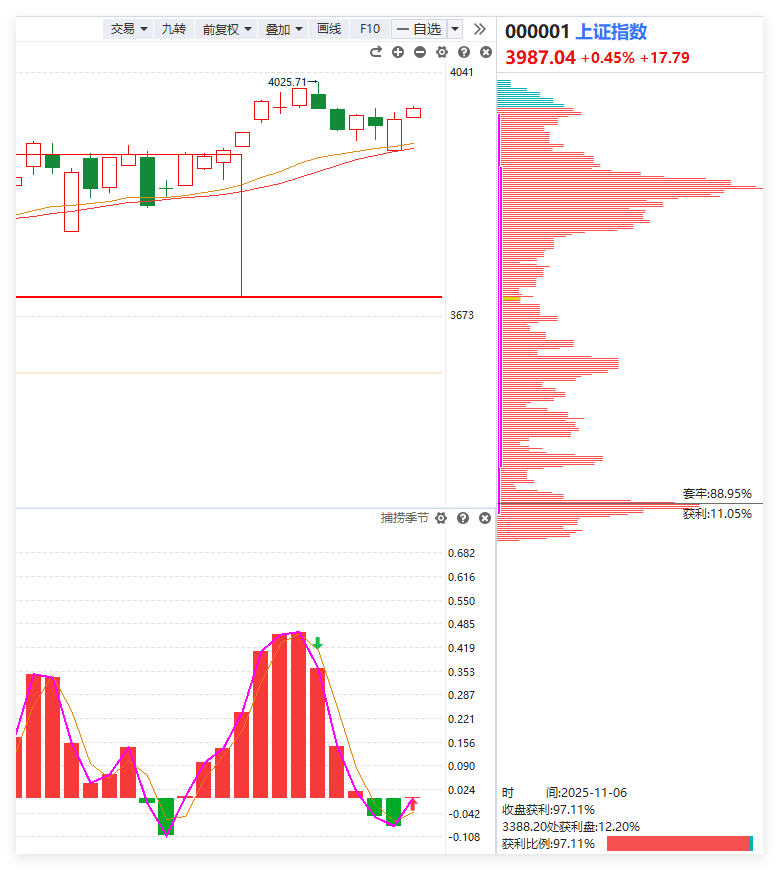 交易 九转 前复权 叠加 画线 F10 自选
000001 上证指数
3987.04 +0.45% +17.79
4041
4025.71
3673
套牢:88.95%
获利:11.05%
捕捞季节
0.682
0.616
0.550
0.485
0.419
0.353
0.287
0.221
0.156
0.090
0.024
-0.042
-0.108
时 间:2025-11-06
收盘获利:97.11%
3388.20处获利盘:12.20%
获利比例:97.11%